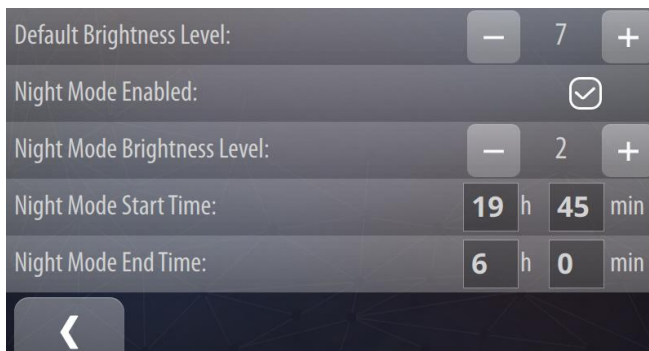 Default Brightness Level: − 7 +
Night Mode Enabled:
Night Mode Brightness Level: − 2 +
Night Mode Start Time: 19 h 45 min
Night Mode End Time: 6 h 0 min